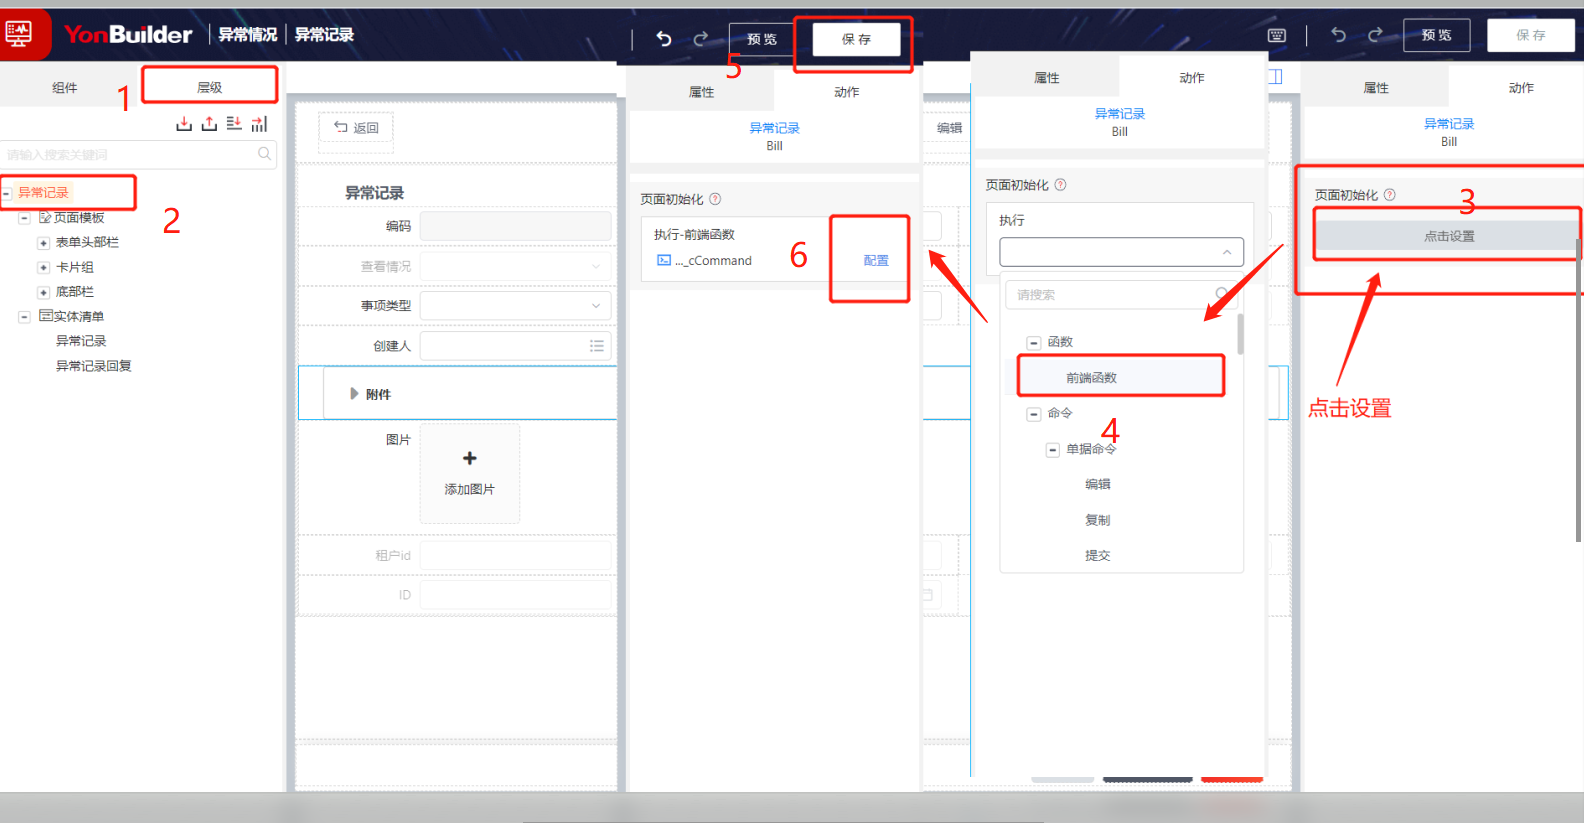 YonBuilder
异常情况
异常记录
预 览
保 存
预 览
保 存
组件
层级
1
5
属性
动作
属性
动作
属性
动作
请输入搜索关键词
异常记录
2
页面模板
表单头部栏
卡片组
底部栏
实体清单
异常记录
异常记录回复
返回
编辑
异常记录
编码
查看情况
事项类型
创建人
附件
图片
添加图片
租户id
ID
异常记录
Bill
页面初始化
执行-前端函数
..._cCommand
配置
6
异常记录
Bill
页面初始化
执行
请搜索
函数
前端函数
命令
4
单据命令
编辑
复制
提交
异常记录
Bill
页面初始化
3
点击设置
点击设置